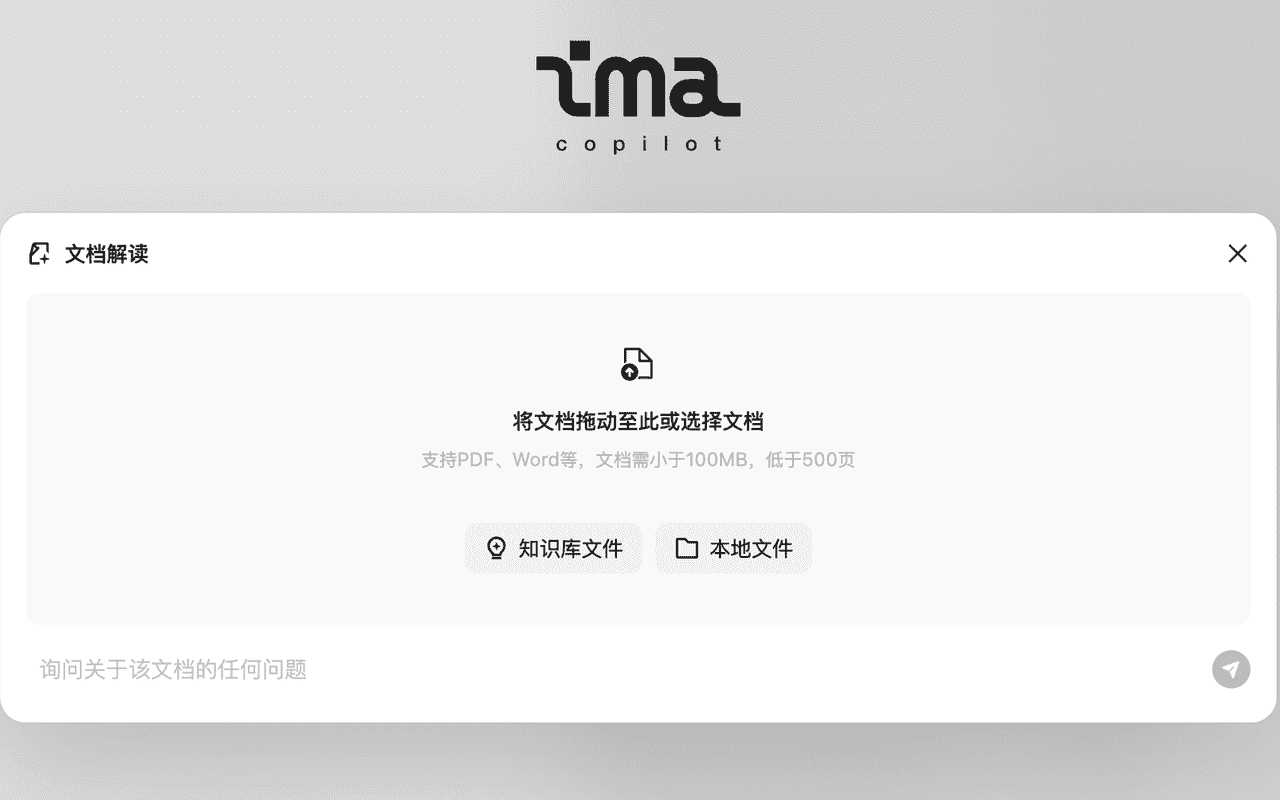 ima
copilot
文档解读
将文档拖动至此或选择文档
支持PDF、Word等，文档需小于100MB，低于500页
知识库文件 本地文件
询问关于该文档的任何问题